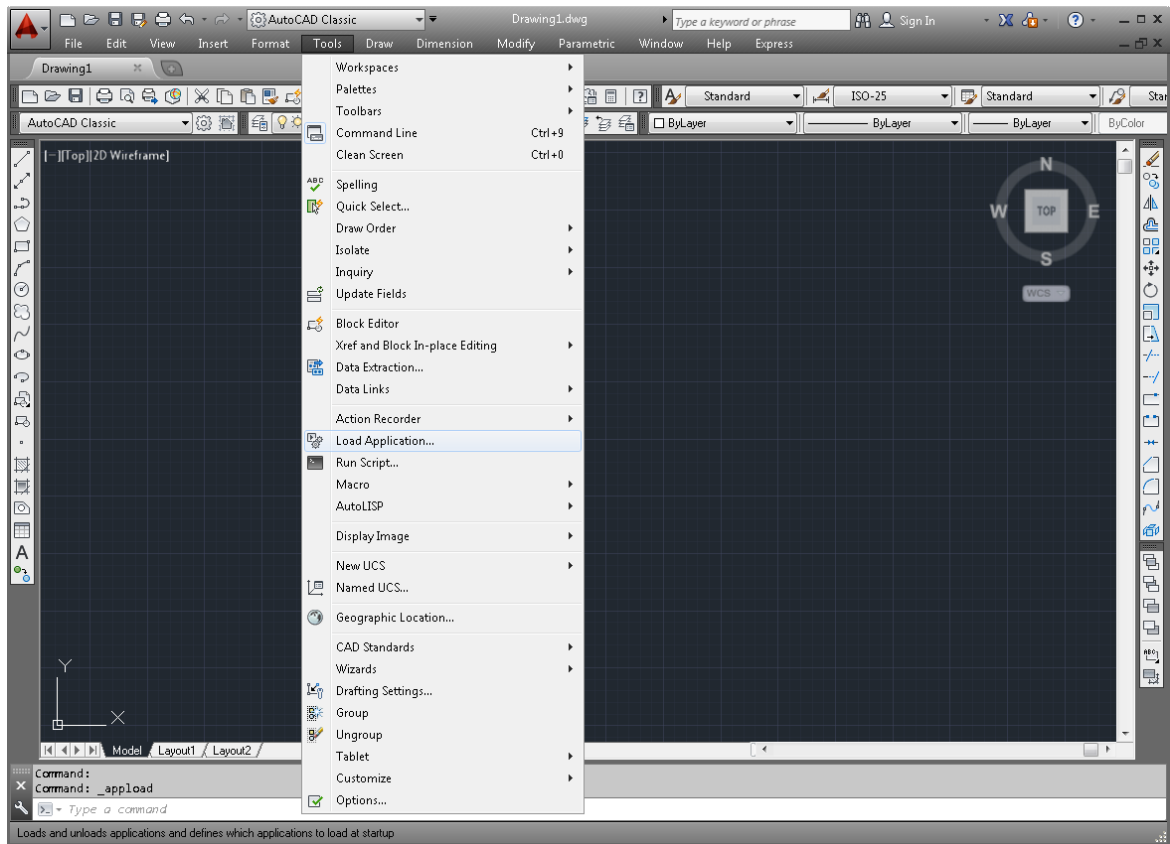 AutoCAD Classic Drawing1.dwg Type a keyword or phrase Sign In
File Edit View Insert Format Tools Draw Dimension Modify Parametric Window Help Express
Drawing1
Standard ISO-25 Standard
AutoCAD Classic ByLayer ByLayer ByLayer ByColor
[-][Top][2D Wireframe]
Workspaces
Palettes
Toolbars
Command Line Ctrl+9
Clean Screen Ctrl+0
ABC
Spelling
Quick Select...
Draw Order
Isolate
Inquiry
Update Fields
Block Editor
Xref and Block In-place Editing
Data Extraction...
Data Links
Action Recorder
Load Application...
Run Script...
Macro
AutoLISP
Display Image
New UCS
Named UCS...
Geographic Location...
CAD Standards
Wizards
Drafting Settings...
Group
Ungroup
Tablet
Customize
Options...
N
W TOP E
S
WCS
A
Y
X
Model Layout1 Layout2
Command:
Command: _appload
Type a command
Loads and unloads applications and defines which applications to load at startup